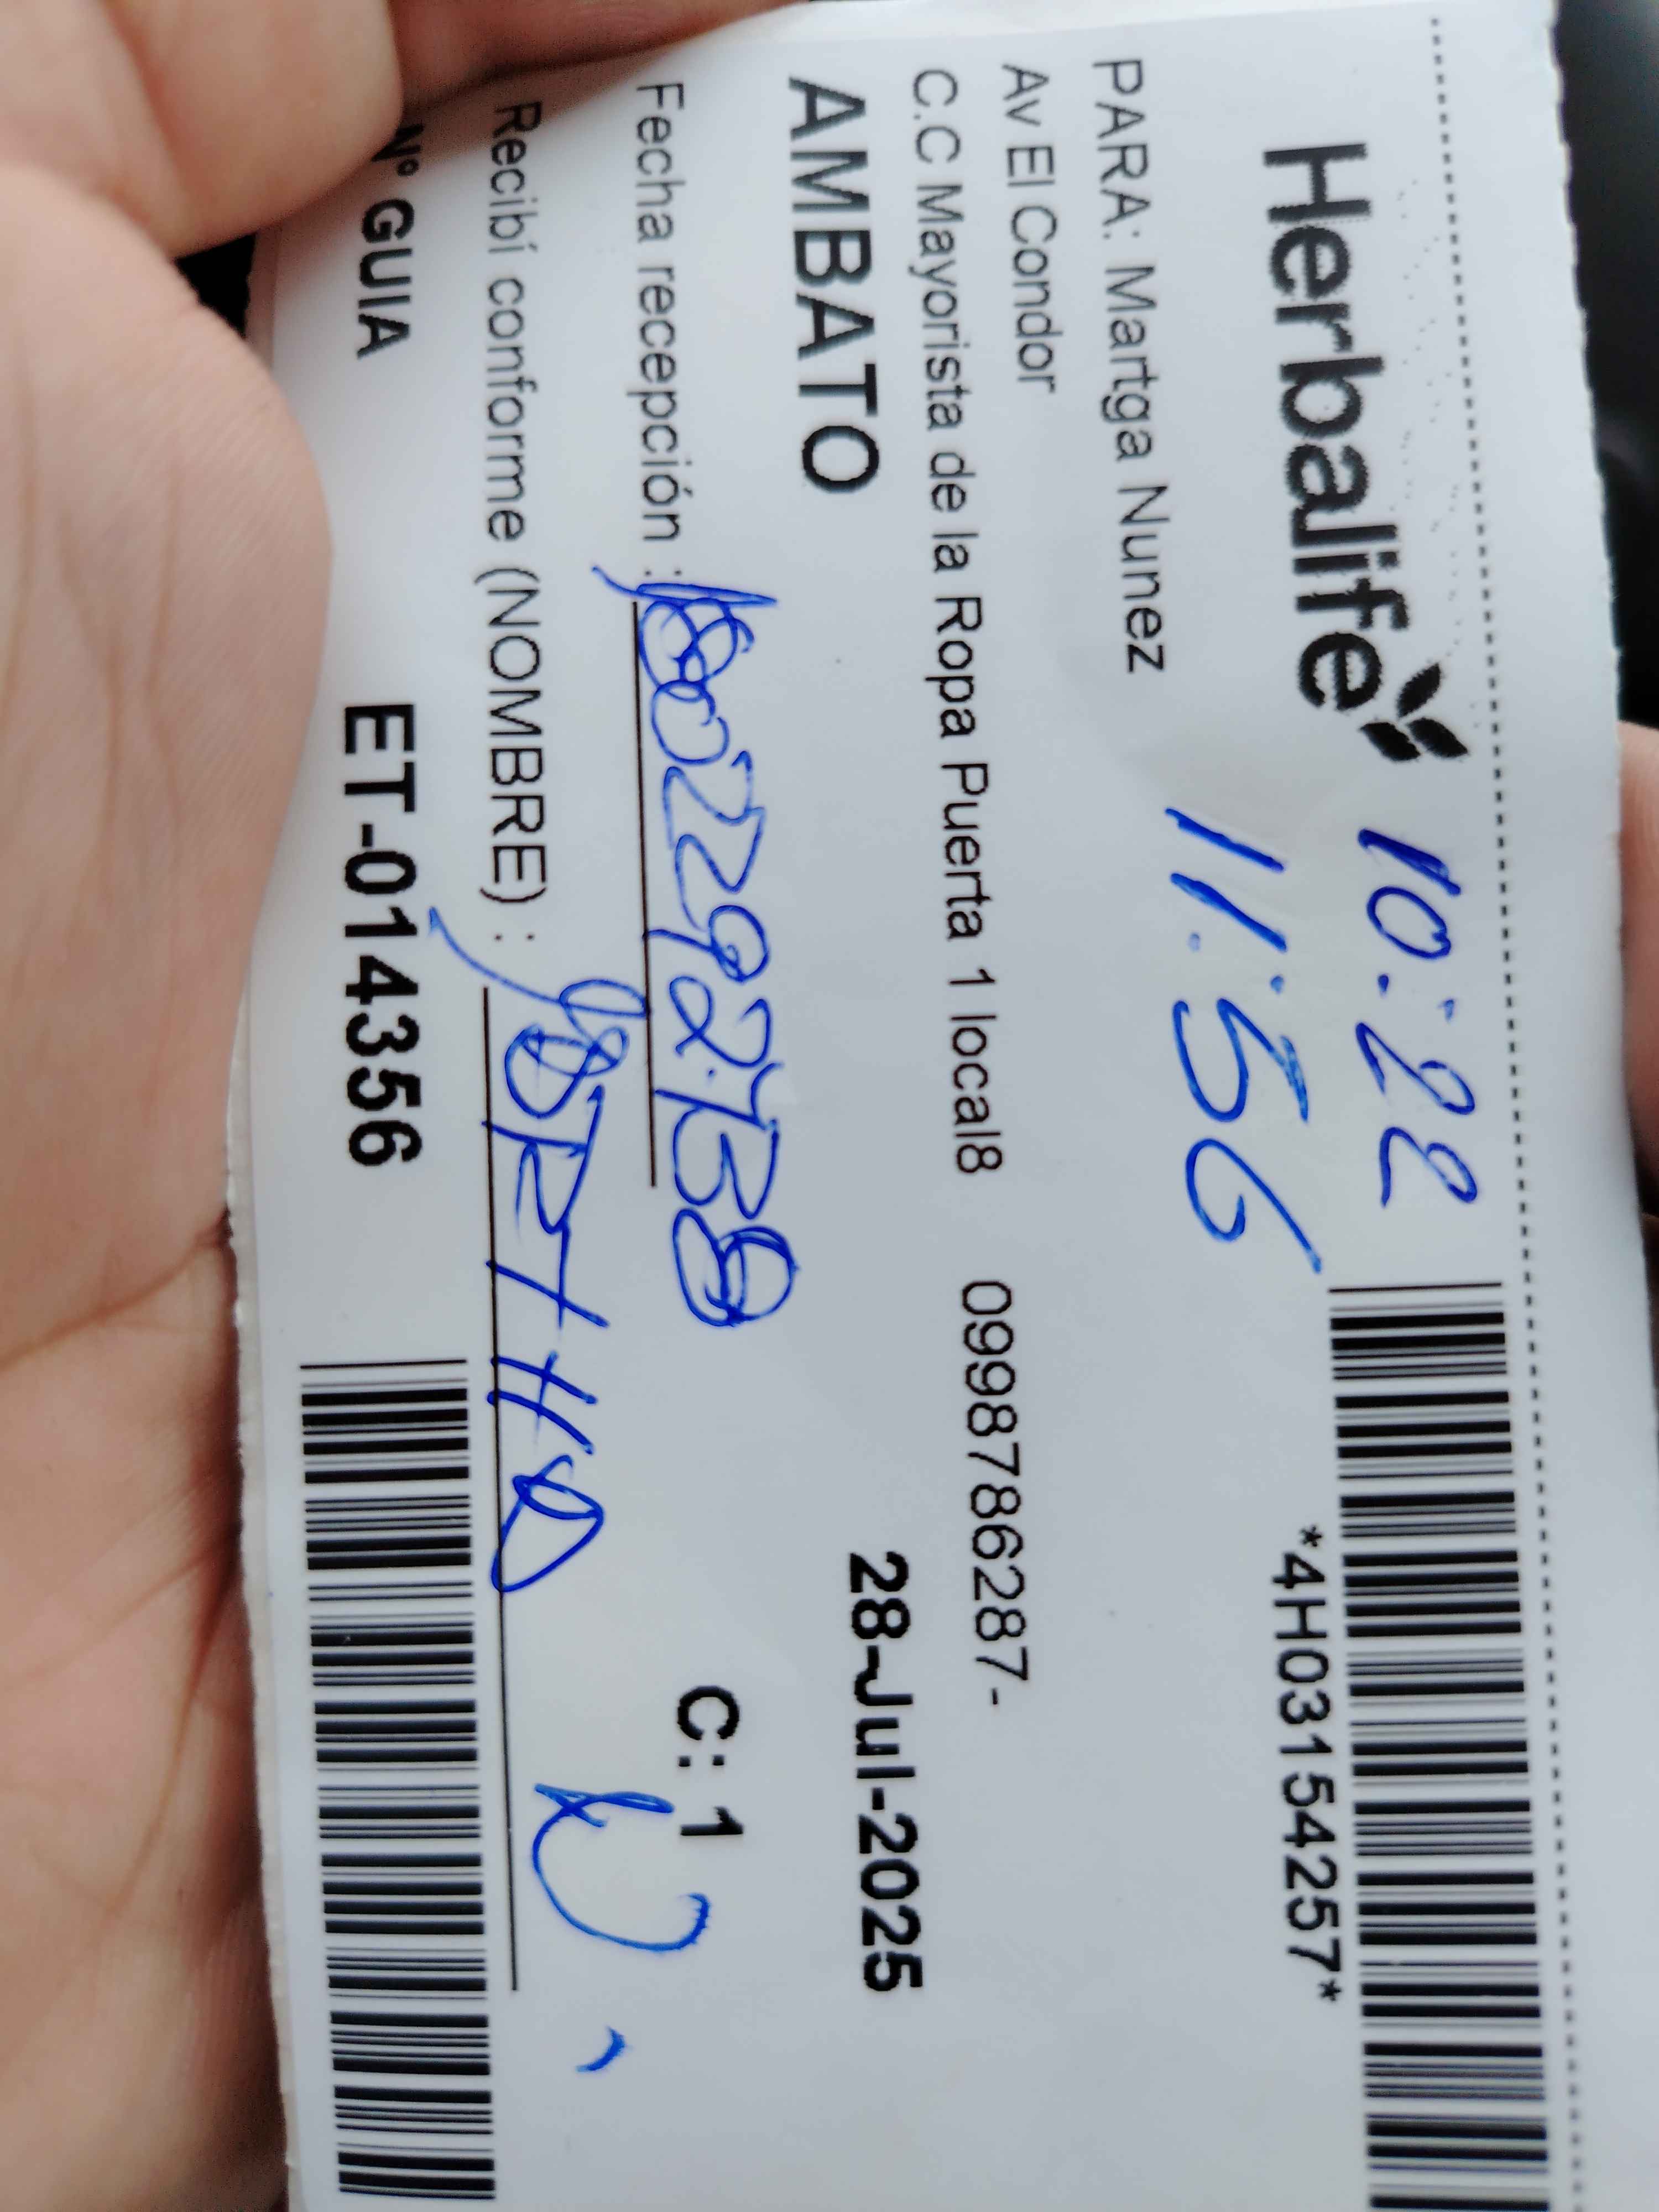 Herbalife
10:22
11:56
*4H03154257*
PARA: Martga Nunez
Av El Condor
C.C Mayorista de la Ropa Puerta 1 local8 0998786287-
AMBATO 28-Jul-2025
Fecha recepción :
C: 1
Recibí conforme (NOMBRE) :
N° GUIA ET-014356